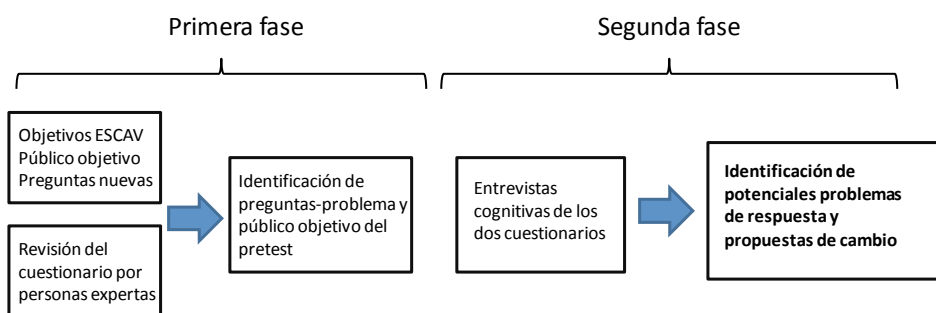 Primera fase
Segunda fase
Objetivos ESCAV
Público objetivo
Preguntas nuevas
Revisión del
cuestionario por
personas expertas
Identificación de
preguntas-problema y
público objetivo del
pretest
Entrevistas
cognitivas de los
dos cuestionarios
Identificación de
potenciales problemas
de respuesta y
propuestas de cambio